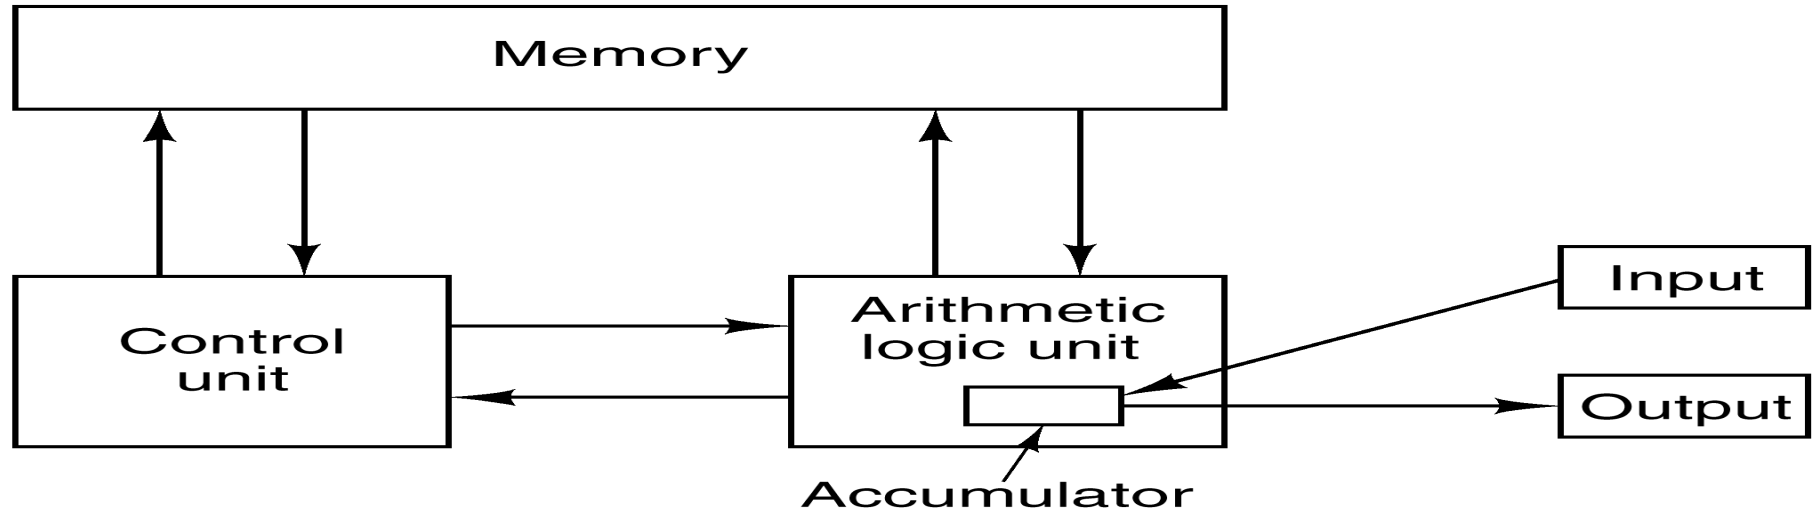 Memory
Control
unit
Arithmetic
logic unit
Accumulator
Input
Output